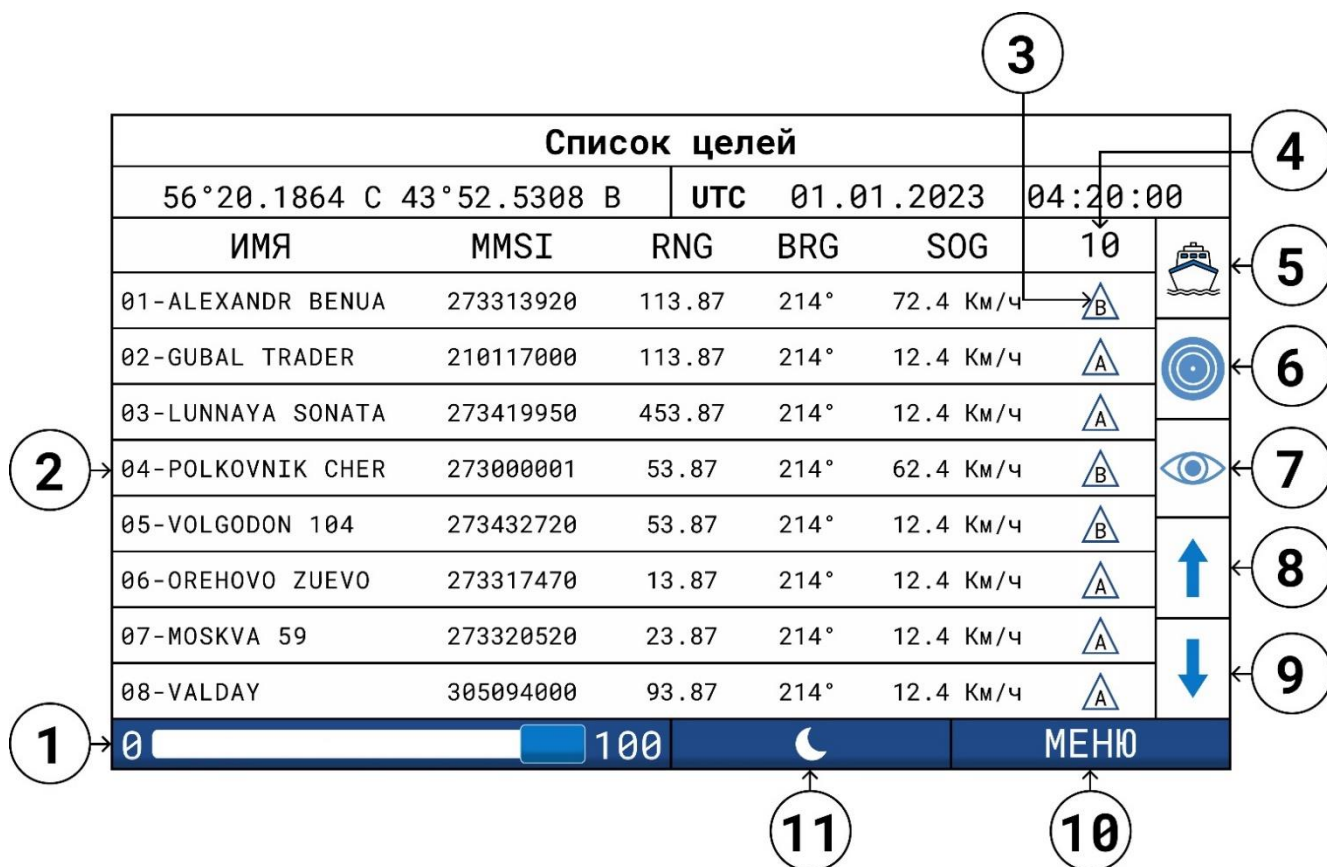 3
Список целей
4
56°20.1864 С 43°52.5308 В UTC 01.01.2023 04:20:00
ИМЯ MMSI RNG BRG SOG 10
5
01-ALEXANDR BENUA 273313920 113.87 214° 72.4 Км/ч B
02-GUBAL TRADER 210117000 113.87 214° 12.4 Км/ч A
6
03-LUNNAYA SONATA 273419950 453.87 214° 12.4 Км/ч A
2 04-POLKOVNIK CHER 273000001 53.87 214° 62.4 Км/ч B
7
05-VOLGODON 104 273432720 53.87 214° 12.4 Км/ч B
06-OREHOVO ZUEVO 273317470 13.87 214° 12.4 Км/ч A
8
07-MOSKVA 59 273320520 23.87 214° 12.4 Км/ч A
08-VALDAY 305094000 93.87 214° 12.4 Км/ч A
9
1 0 100 МЕНЮ
11 10